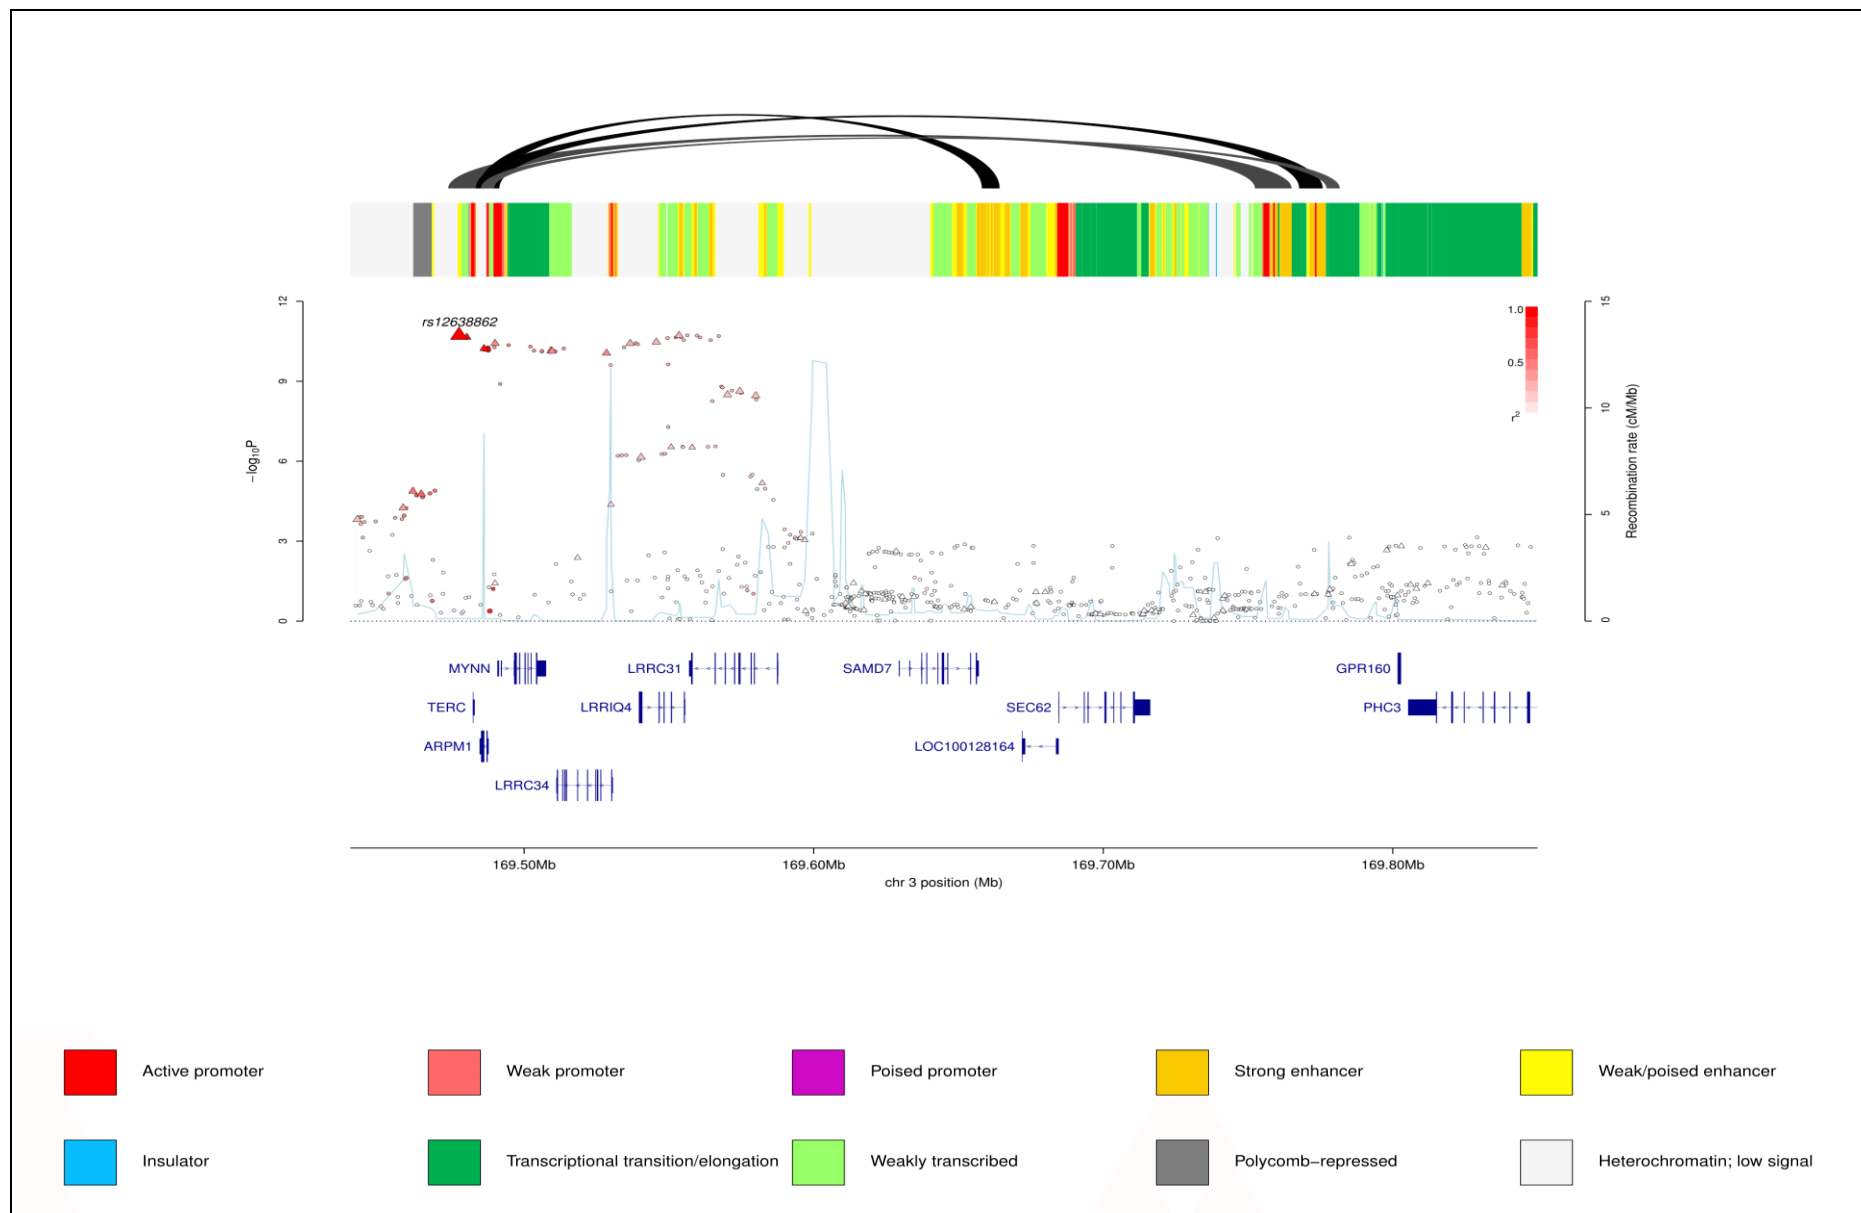 12
9
6
3
0
−log10P
rs12638862
1.0
0.5
r2
15
10
5
0
Recombination rate (cM/Mb)
MYNN
LRRC31
SAMD7
GPR160
TERC
LRRIQ4
SEC62
PHC3
ARPM1
LOC100128164
LRRC34
169.50Mb
169.60Mb
169.70Mb
169.80Mb
chr 3 position (Mb)
Active promoter
Weak promoter
Poised promoter
Strong enhancer
Weak/poised enhancer
Insulator
Transcriptional transition/elongation
Weakly transcribed
Polycomb−repressed
Heterochromatin; low signal